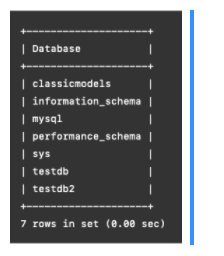 +--------------------+
| Database           |
+--------------------+
| classicmodels      |
| information_schema |
| mysql              |
| performance_schema |
| sys                |
| testdb             |
| testdb2            |
+--------------------+
7 rows in set (0.00 sec)